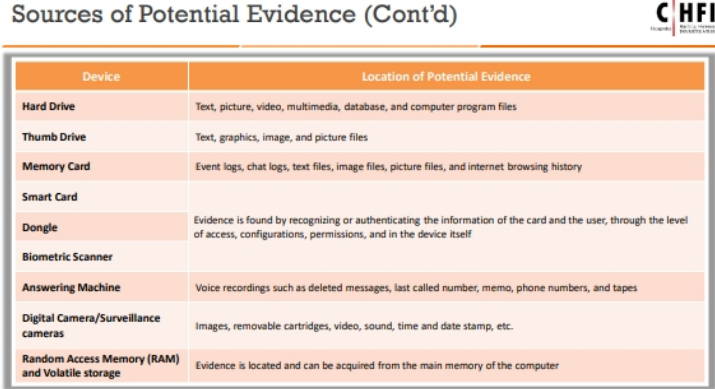 Sources of Potential Evidence (Cont'd)
C HFI
Device
Location of Potential Evidence
Hard Drive
Text, picture, video, multimedia, database, and computer program files
Thumb Drive
Text, graphics, image, and picture files
Memory Card
Event logs, chat logs, text files, image files, picture files, and internet browsing history
Smart Card
Dongle
Biometric Scanner
Evidence is found by recognizing or authenticating the information of the card and the user, through the level
of access, configurations, permissions, and in the device itself
Answering Machine
Voice recordings such as deleted messages, last called number, memo, phone numbers, and tapes
Digital Camera/Surveillance
cameras
Images, removable cartridges, video, sound, time and date stamp, etc.
Random Access Memory (RAM)
and Volatile storage
Evidence is located and can be acquired from the main memory of the computer